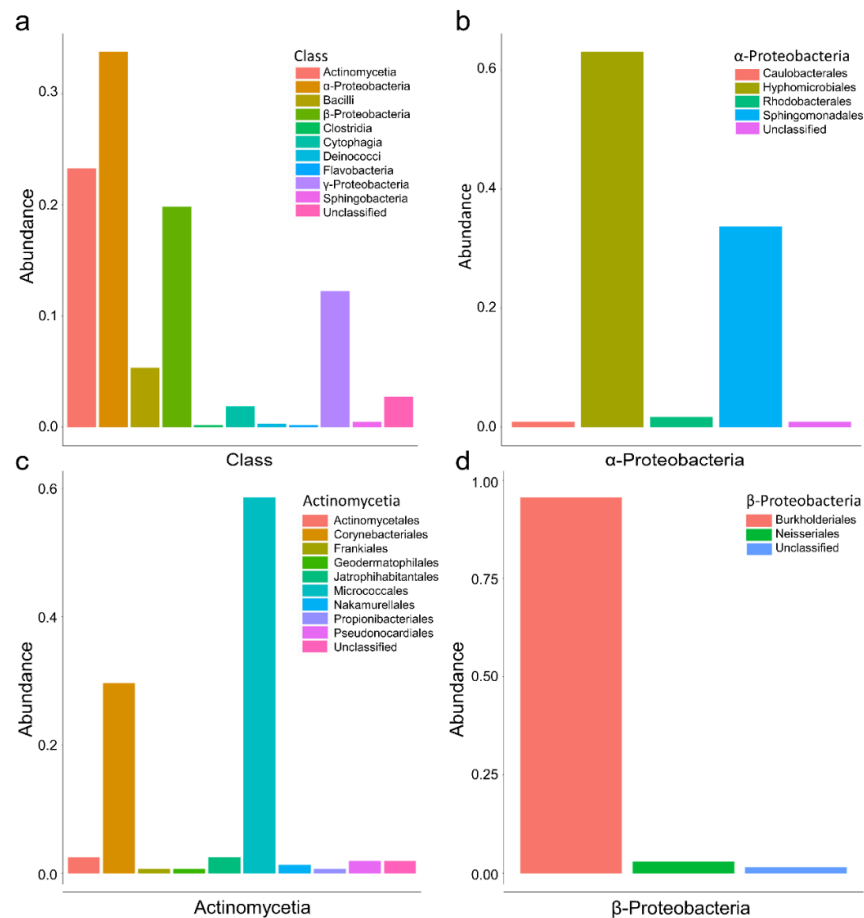 a
Abundance
0.3
0.2
0.1
0.0
Class
Actinomycetia
α-Proteobacteria
Bacilli
β-Proteobacteria
Clostridia
Cytophagia
Deinococci
Flavobacteria
γ-Proteobacteria
Sphingobacteria
Unclassified
Class
b
Abundance
0.6
0.4
0.2
0.0
α-Proteobacteria
Caulobacterales
Hyphomicrobiales
Rhodobacterales
Sphingomonadales
Unclassified
α-Proteobacteria
c
Abundance
0.6
0.4
0.2
0.0
Actinomycetia
Actinomycetales
Corynebacteriales
Frankiales
Geodermatophilales
Jatrophihabitantales
Micrococcales
Nakamurellales
Propionibacteriales
Pseudonocardiales
Unclassified
Actinomycetia
d
Abundance
1.00
0.75
0.50
0.25
0.00
β-Proteobacteria
Burkholderiales
Neisseriales
Unclassified
β-Proteobacteria